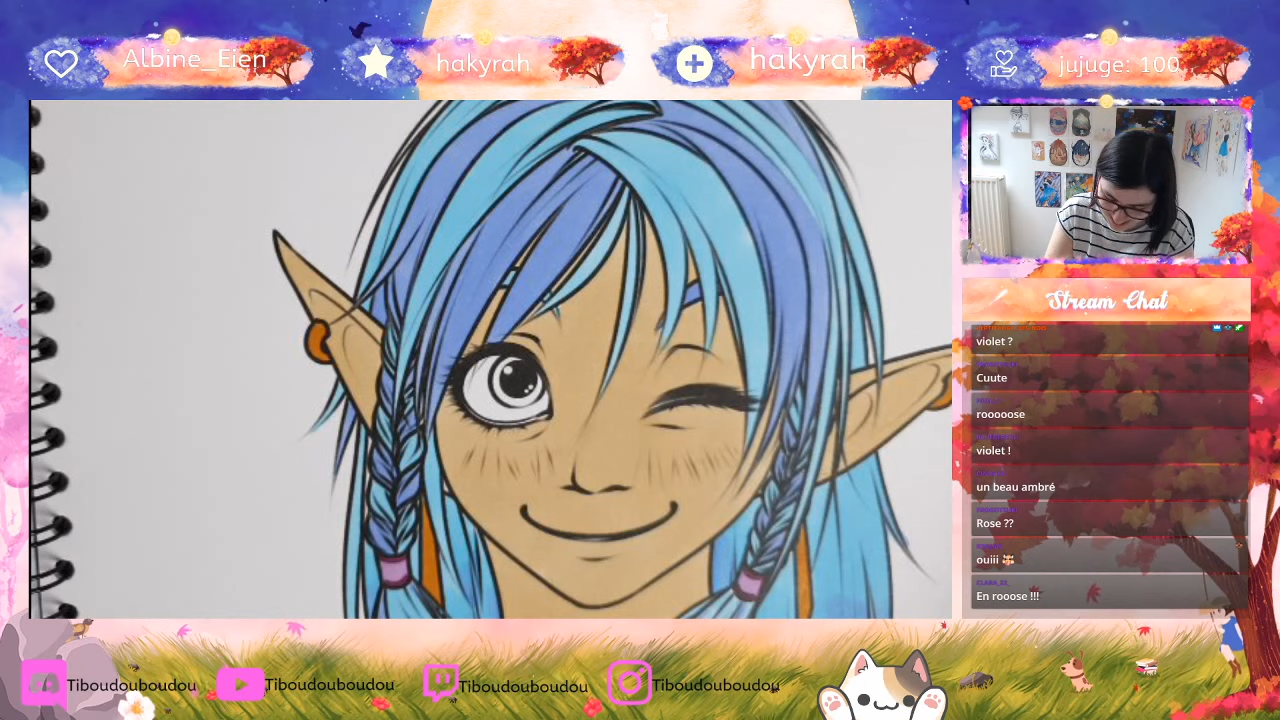 Albine_Eien
hakyrah
hakyrah
jujuge: 100
Stream Chat
violet ?
Cuute
rooooose
violet !
un beau ambré
Rose ??
ouiii
En rooose !!!
Tiboudouboudou
Tiboudouboudou
Tiboudouboudou
Tiboudouboudou